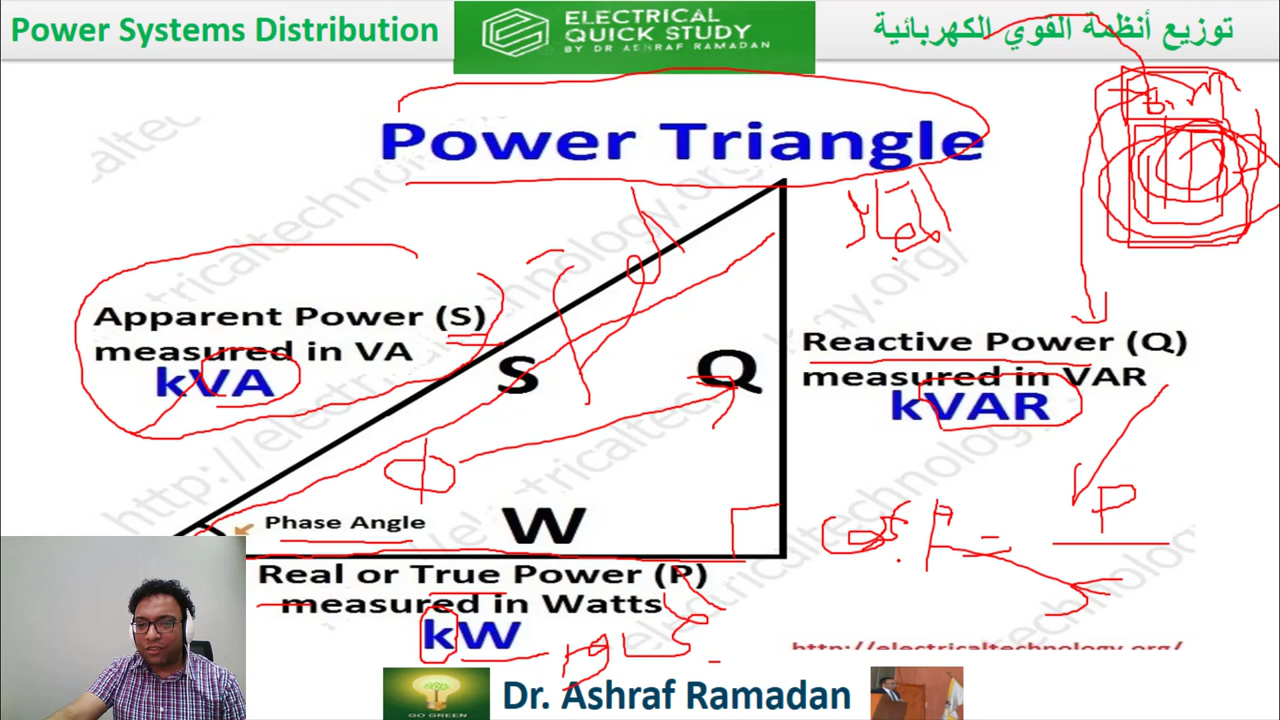 Power Systems Distribution
ELECTRICAL
QUICK STUDY
BY DR ASHRAF RAMADAN
توزيع أنظمة القوي الكهربائية
Power Triangle
Apparent Power (S)
measured in VA
kVA
S
Q
Reactive Power (Q)
measured in VAR
kVAR
Phase Angle
W
Real or True Power (P)
measured in Watts
kW
P
http://electricaltechnology.org/
GO GREEN
Dr. Ashraf Ramadan